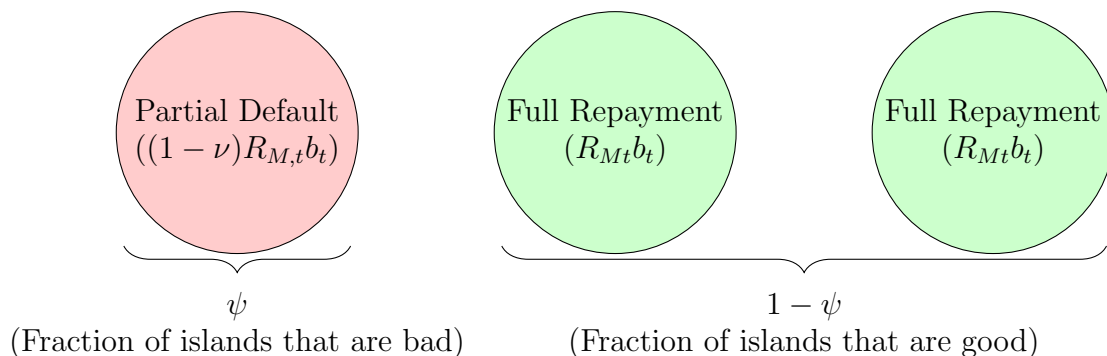 Partial Default
((1 − ν)R_{M,t}b_t)
Full Repayment
(R_{Mt}b_t)
Full Repayment
(R_{Mt}b_t)
ψ
(Fraction of islands that are bad)
1 − ψ
(Fraction of islands that are good)